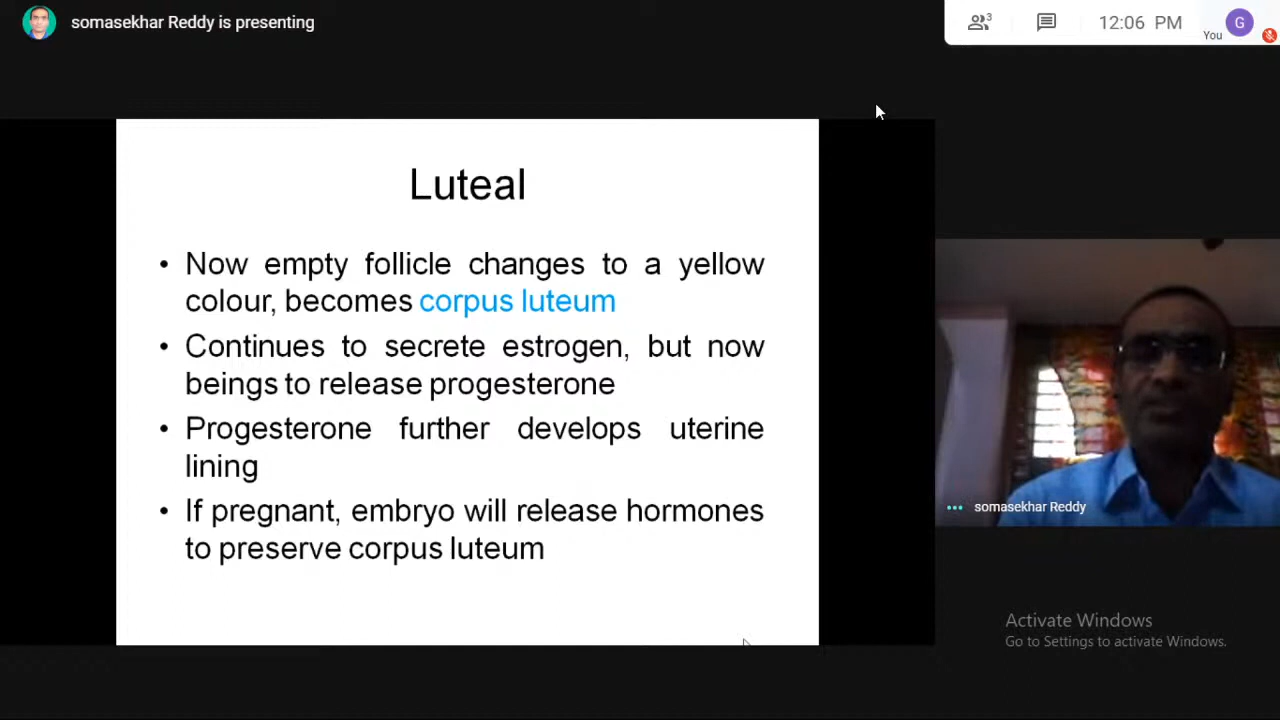 somasekhar Reddy is presenting
3
12:06 PM
You
G
Luteal
• Now empty follicle changes to a yellow
colour, becomes corpus luteum
• Continues to secrete estrogen, but now
beings to release progesterone
• Progesterone further develops uterine
lining
• If pregnant, embryo will release hormones
to preserve corpus luteum
somasekhar Reddy
Activate Windows
Go to Settings to activate Windows.